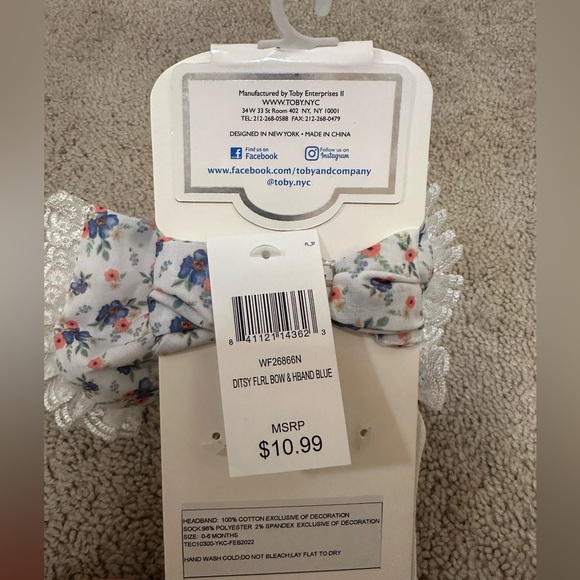 Manufactured by Toby Enterprises II
WWW.TOBY.NYC
34 W 33 St Room 402 NY, NY 10001
TEL: 212-268-0588 FAX: 212-268-0479
DESIGNED IN NEW YORK • MADE IN CHINA
Find us on
Facebook
Follow us on
Instagram
www.facebook.com/tobyandcompany
@toby.nyc
8 41121 14362 3
WF26866N
DITSY FLRL BOW & HBAND BLUE
MSRP
$10.99
HEADBAND: 100% COTTON EXCLUSIVE OF DECORATION
SOCK:98% POLYESTER 2% SPANDEX EXCLUSIVE OF DECORATION
SIZE: 0-6 MONTHS
TEC10300-YKC-FEB2022
HAND WASH COLD;DO NOT BLEACH;LAY FLAT TO DRY